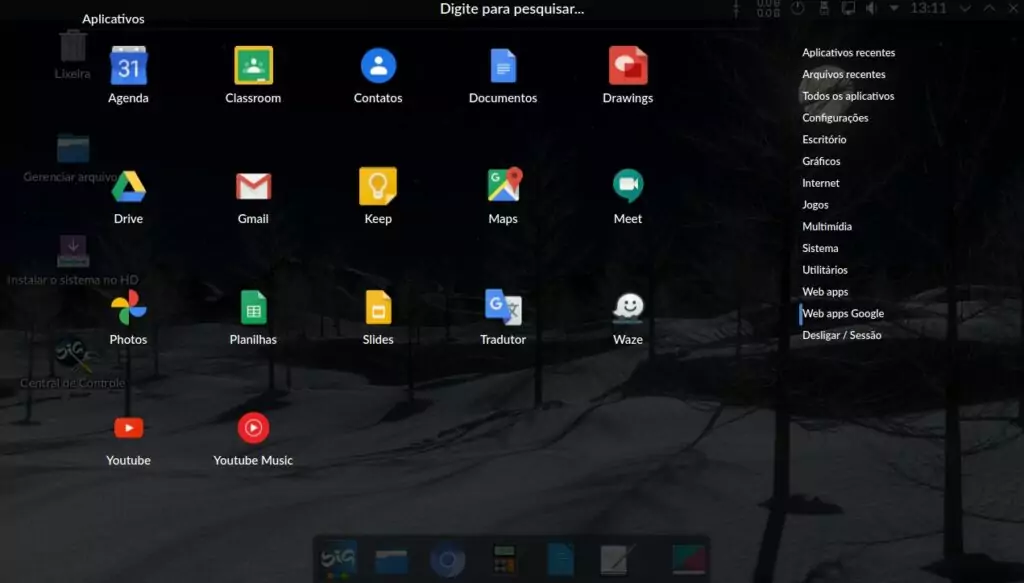 Digite para pesquisar...
13:11
Aplicativos
Lixeira
Gerenciar arquivo
Instalar o sistema no HD
Central de Controle
Agenda
Classroom
Contatos
Documentos
Drawings
Drive
Gmail
Keep
Maps
Meet
Photos
Planilhas
Slides
Tradutor
Waze
Youtube
Youtube Music
Aplicativos recentes
Arquivos recentes
Todos os aplicativos
Configurações
Escritório
Gráficos
Internet
Jogos
Multimídia
Sistema
Utilitários
Web apps
Web apps Google
Desligar / Sessão